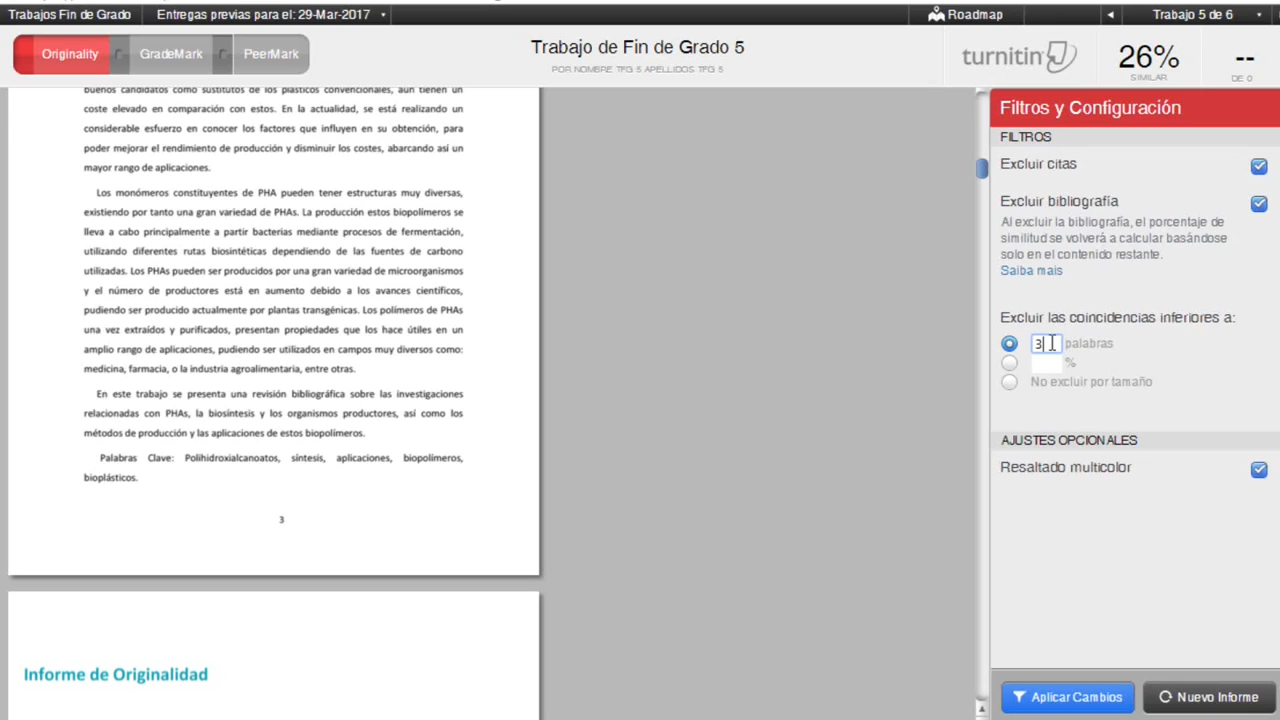 Trabajos Fin de Grado Entregas previas para el: 29-Mar-2017 Roadmap Trabajo 5 de 6
Originality GradeMark PeerMark
Trabajo de Fin de Grado 5
POR NOMBRE TFG 5 APELLIDOS TFG 5
turnitin
26%
SIMILAR
--
DE 0
buenos candidatos como sustitutos de los plásticos convencionales, aún tienen un
coste elevado en comparación con estos. En la actualidad, se está realizando un
considerable esfuerzo en conocer los factores que influyen en su obtención, para
poder mejorar el rendimiento de producción y disminuir los costes, abarcando así un
mayor rango de aplicaciones.
Los monómeros constituyentes de PHA pueden tener estructuras muy diversas,
existiendo por tanto una gran variedad de PHAs. La producción estos biopolímeros se
lleva a cabo principalmente a partir bacterias mediante procesos de fermentación,
utilizando diferentes rutas biosintéticas dependiendo de las fuentes de carbono
utilizadas. Los PHAs pueden ser producidos por una gran variedad de microorganismos
y el número de productores está en aumento debido a los avances científicos,
pudiendo ser producido actualmente por plantas transgénicas. Los polímeros de PHAs
una vez extraídos y purificados, presentan propiedades que los hace útiles en un
amplio rango de aplicaciones, pudiendo ser utilizados en campos muy diversos como:
medicina, farmacia, o la industria agroalimentaria, entre otras.
En este trabajo se presenta una revisión bibliográfica sobre las investigaciones
relacionadas con PHAs, la biosíntesis y los organismos productores, así como los
métodos de producción y las aplicaciones de estos biopolímeros.
Palabras Clave: Polihidroxialcanoatos, síntesis, aplicaciones, biopolímeros,
bioplásticos.
3
Informe de Originalidad
Filtros y Configuración
FILTROS
Excluir citas
Excluir bibliografía
Al excluir la bibliografía, el porcentaje de
similitud se volverá a calcular basándose
solo en el contenido restante.
Saiba mais
Excluir las coincidencias inferiores a:
3 palabras
%
No excluir por tamaño
AJUSTES OPCIONALES
Resaltado multicolor
Aplicar Cambios Nuevo Informe